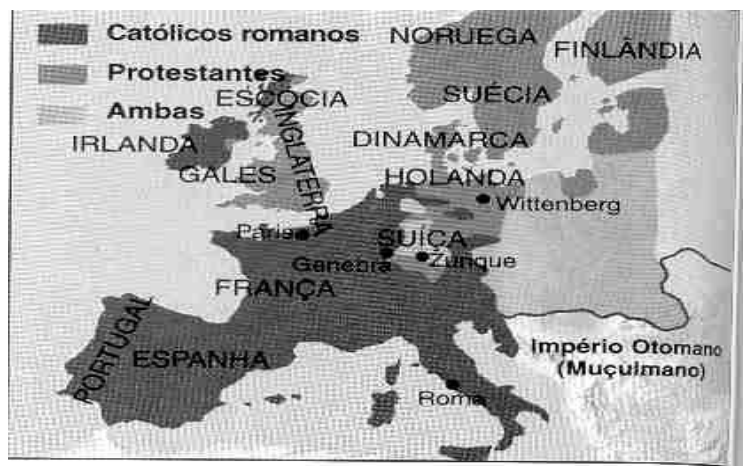 Católicos romanos
Protestantes
Ambas
NORUEGA
FINLÂNDIA
ESCÓCIA
SUÉCIA
IRLANDA
INGLATERRA
DINAMARCA
GALES
HOLANDA
Wittenberg
Paris
SUÍÇA
Genebra
Zurique
FRANÇA
PORTUGAL
ESPANHA
Império Otomano
(Muçulmano)
Roma